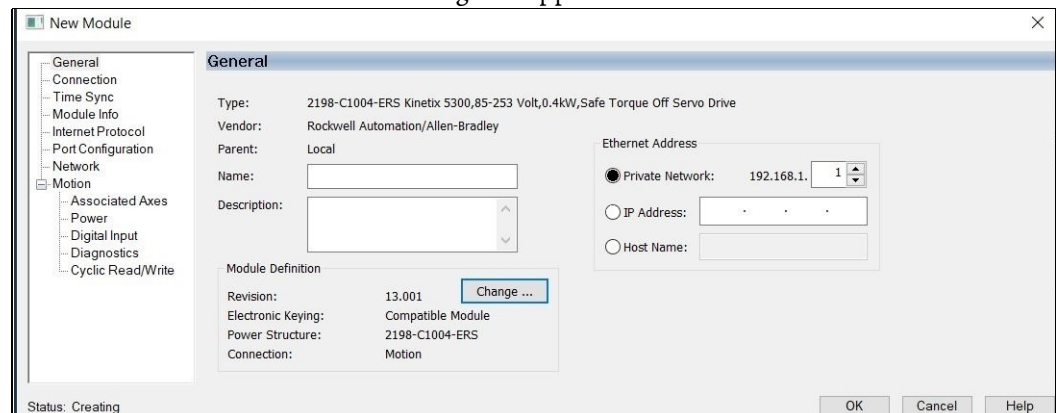 New Module
General
Connection
Time Sync
Module Info
Internet Protocol
Port Configuration
Network
Motion
Associated Axes
Power
Digital Input
Diagnostics
Cyclic Read/Write
General
Type: 2198-C1004-ERS Kinetix 5300,85-253 Volt,0.4kW,Safe Torque Off Servo Drive
Vendor: Rockwell Automation/Allen-Bradley
Parent: Local
Name:
Description:
Ethernet Address
Private Network: 192.168.1. 1
IP Address: . . .
Host Name:
Module Definition
Revision: 13.001 Change ...
Electronic Keying: Compatible Module
Power Structure: 2198-C1004-ERS
Connection: Motion
Status: Creating
OK Cancel Help